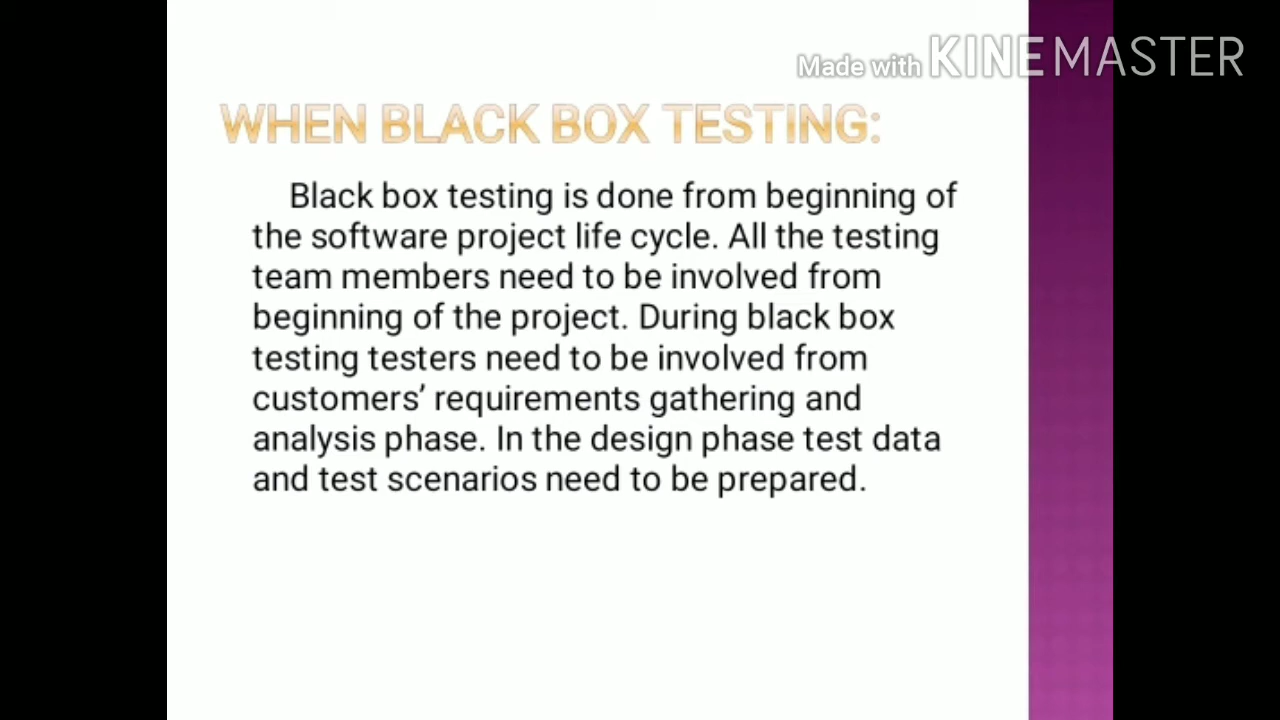 Made with KINEMASTER
WHEN BLACK BOX TESTING:
Black box testing is done from beginning of
the software project life cycle. All the testing
team members need to be involved from
beginning of the project. During black box
testing testers need to be involved from
customers’ requirements gathering and
analysis phase. In the design phase test data
and test scenarios need to be prepared.